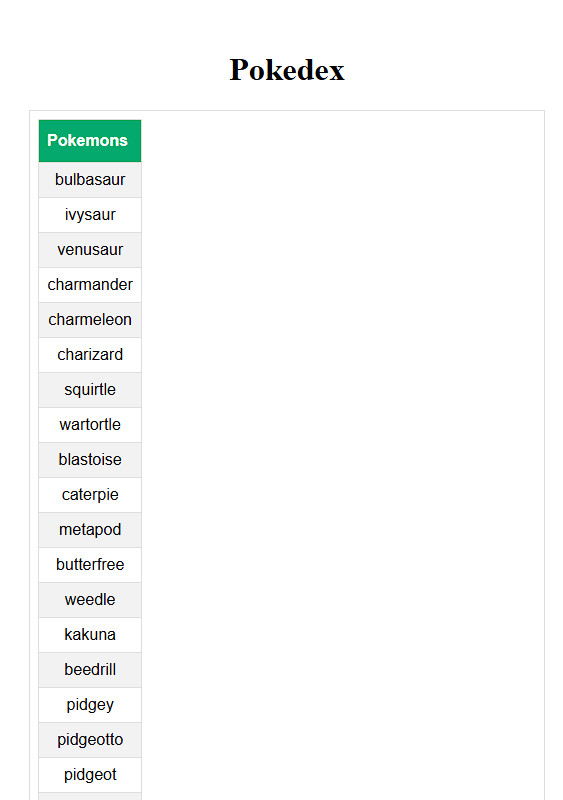 Pokedex
Pokemons
bulbasaur
ivysaur
venusaur
charmander
charmeleon
charizard
squirtle
wartortle
blastoise
caterpie
metapod
butterfree
weedle
kakuna
beedrill
pidgey
pidgeotto
pidgeot